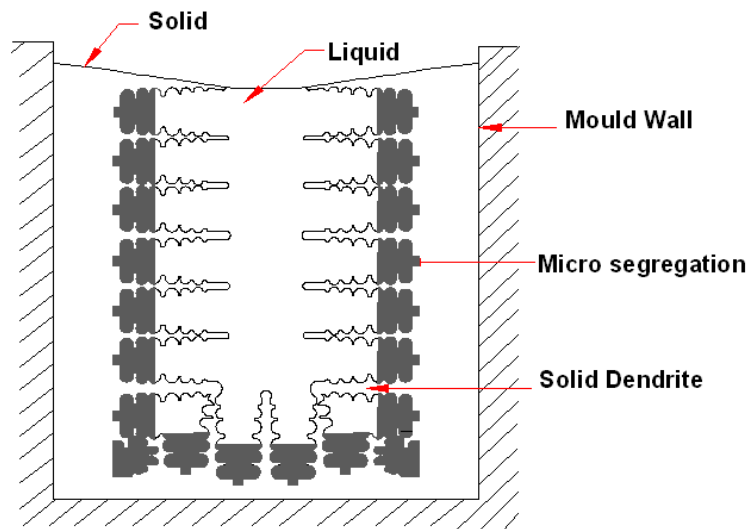 Solid
Liquid
Mould Wall
Micro segregation
Solid Dendrite